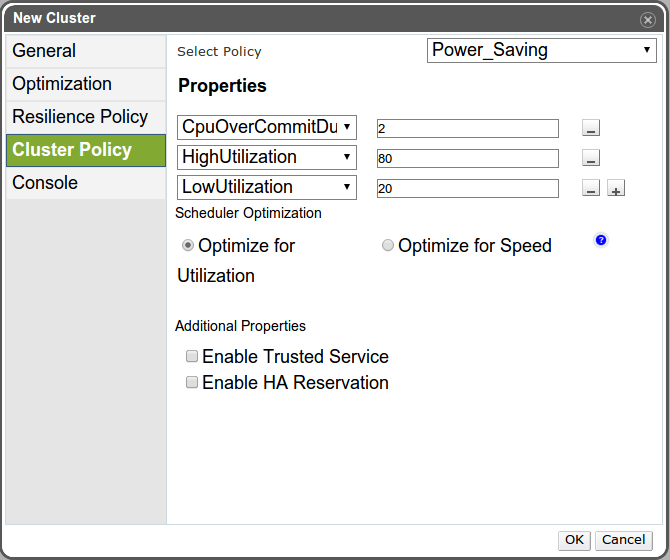 New Cluster
General
Optimization
Resilience Policy
Cluster Policy
Console
Select Policy
Power_Saving
Properties
CpuOverCommitDu
2
HighUtilization
80
LowUtilization
20
Scheduler Optimization
Optimize for
Utilization
Optimize for Speed
?
Additional Properties
Enable Trusted Service
Enable HA Reservation
OK
Cancel